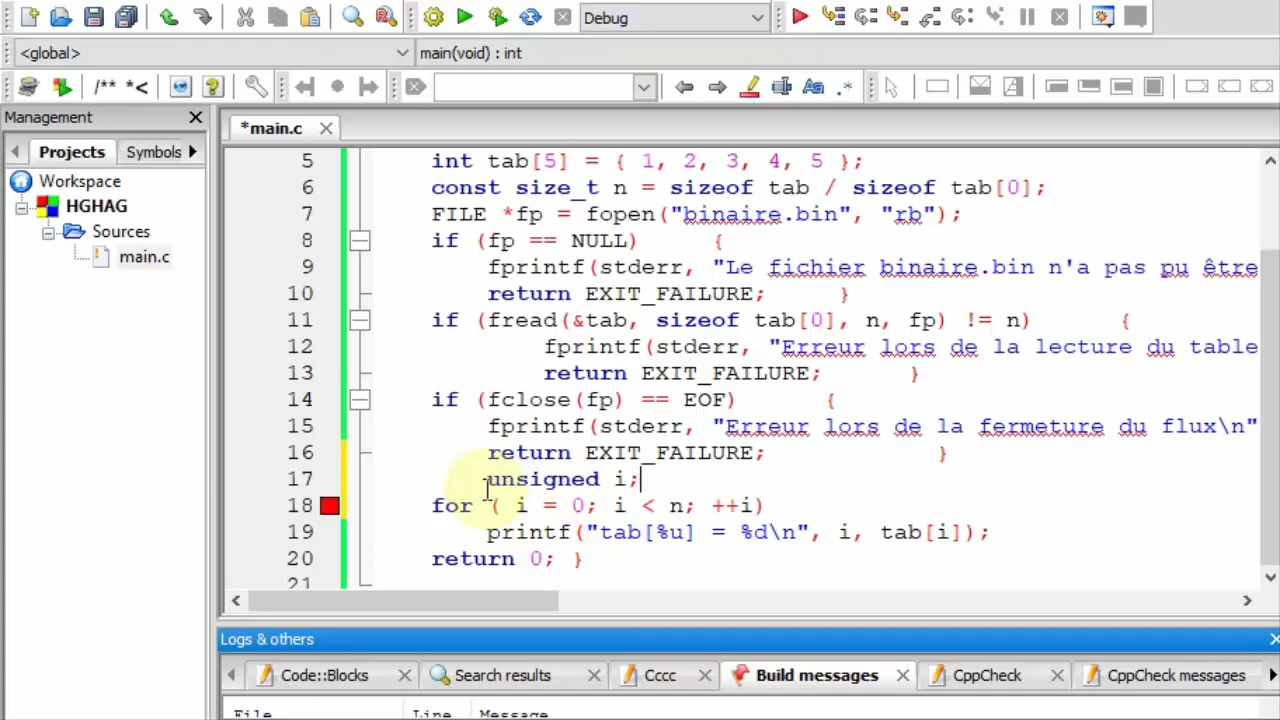 Debug
<global>
main(void) : int
/** *<
Aa .*
Management
*main.c
Projects
Symbols
Workspace
HGHAG
Sources
main.c
5 int tab[5] = { 1, 2, 3, 4, 5 };
6 const size_t n = sizeof tab / sizeof tab[0];
7 FILE *fp = fopen("binaire.bin", "rb");
8 if (fp == NULL) {
9 fprintf(stderr, "Le fichier binaire.bin n'a pas pu être
10 return EXIT_FAILURE; }
11 if (fread(&tab, sizeof tab[0], n, fp) != n) {
12 fprintf(stderr, "Erreur lors de la lecture du table
13 return EXIT_FAILURE; }
14 if (fclose(fp) == EOF) {
15 fprintf(stderr, "Erreur lors de la fermeture du flux\n"
16 return EXIT_FAILURE; }
17 unsigned i;
18 for ( i = 0; i < n; ++i)
19 printf("tab[%u] = %d\n", i, tab[i]);
20 return 0; }
21
Logs & others
Code::Blocks
Search results
Cccc
Build messages
CppCheck
CppCheck messages
File Line Message